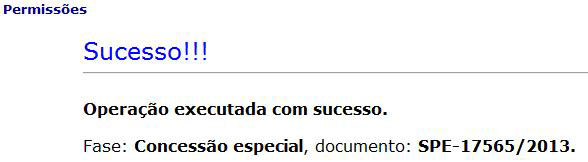 Permissões
Sucesso!!!
Operação executada com sucesso.
Fase: Concessão especial, documento: SPE-17565/2013.